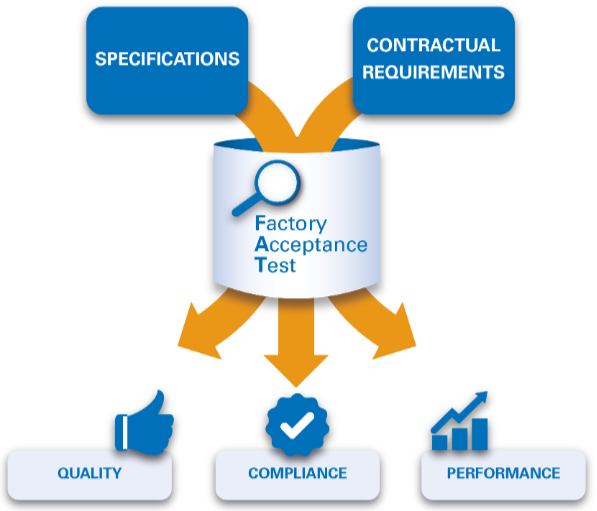 SPECIFICATIONS
CONTRACTUAL
REQUIREMENTS
Factory
Acceptance
Test
QUALITY
COMPLIANCE
PERFORMANCE